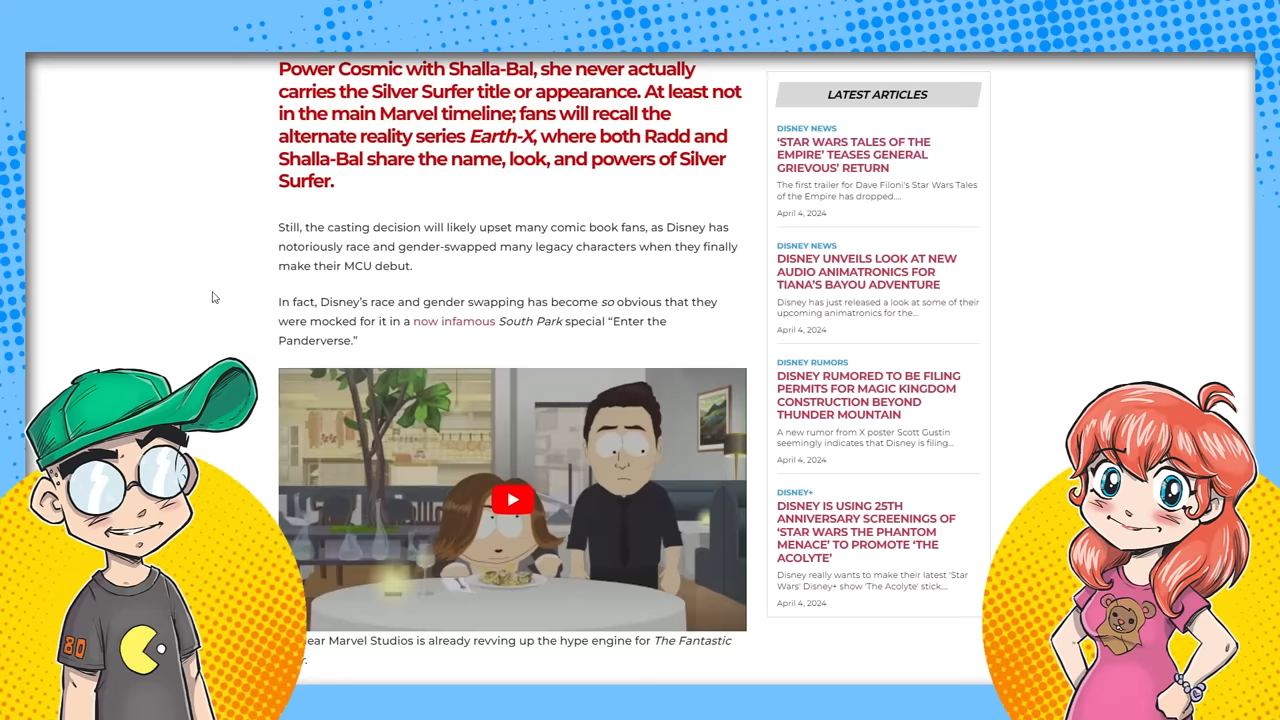 Power Cosmic with Shalla-Bal, she never actually
carries the Silver Surfer title or appearance. At least not
in the main Marvel timeline; fans will recall the
alternate reality series Earth-X, where both Radd and
Shalla-Bal share the name, look, and powers of Silver
Surfer.
Still, the casting decision will likely upset many comic book fans, as Disney has
notoriously race and gender-swapped many legacy characters when they finally
make their MCU debut.
In fact, Disney’s race and gender swapping has become so obvious that they
were mocked for it in a now infamous South Park special “Enter the
Panderverse.”
ear Marvel Studios is already revving up the hype engine for The Fantastic
r.
LATEST ARTICLES
DISNEY NEWS
‘STAR WARS TALES OF THE
EMPIRE’ TEASES GENERAL
GRIEVOUS’ RETURN
The first trailer for Dave Filoni's Star Wars Tales
of the Empire has dropped....
April 4, 2024
DISNEY NEWS
DISNEY UNVEILS LOOK AT NEW
AUDIO ANIMATRONICS FOR
TIANA’S BAYOU ADVENTURE
Disney has just released a look at some of their
upcoming animatronics for the...
April 4, 2024
DISNEY RUMORS
DISNEY RUMORED TO BE FILING
PERMITS FOR MAGIC KINGDOM
CONSTRUCTION BEYOND
THUNDER MOUNTAIN
A new rumor from X poster Scott Gustin
seemingly indicates that Disney is filing...
April 4, 2024
DISNEY+
DISNEY IS USING 25TH
ANNIVERSARY SCREENINGS OF
‘STAR WARS THE PHANTOM
MENACE’ TO PROMOTE ‘THE
ACOLYTE’
Disney really wants to make their latest 'Star
Wars' Disney+ show 'The Acolyte' stick....
April 4, 2024
80